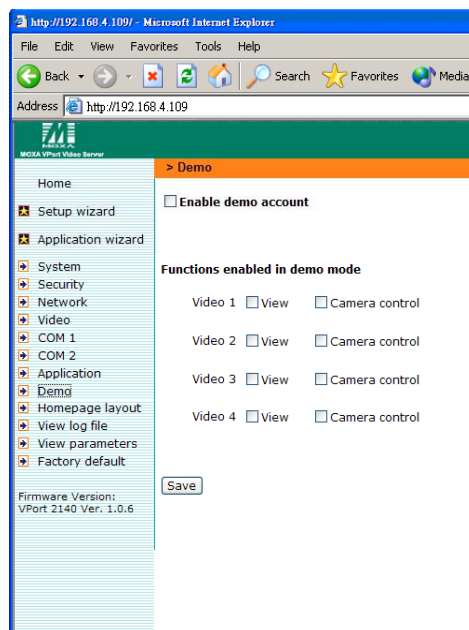 http://192.168.4.109/ - Microsoft Internet Explorer
File Edit View Favorites Tools Help
Back Search Favorites Media
Address http://192.168.4.109
MOXA
MOXA VPort Video Server
> Demo
Home
Setup wizard
Application wizard
System
Security
Network
Video
COM 1
COM 2
Application
Demo
Homepage layout
View log file
View parameters
Factory default
Firmware Version:
VPort 2140 Ver. 1.0.6
Enable demo account
Functions enabled in demo mode
Video 1 View Camera control
Video 2 View Camera control
Video 3 View Camera control
Video 4 View Camera control
Save